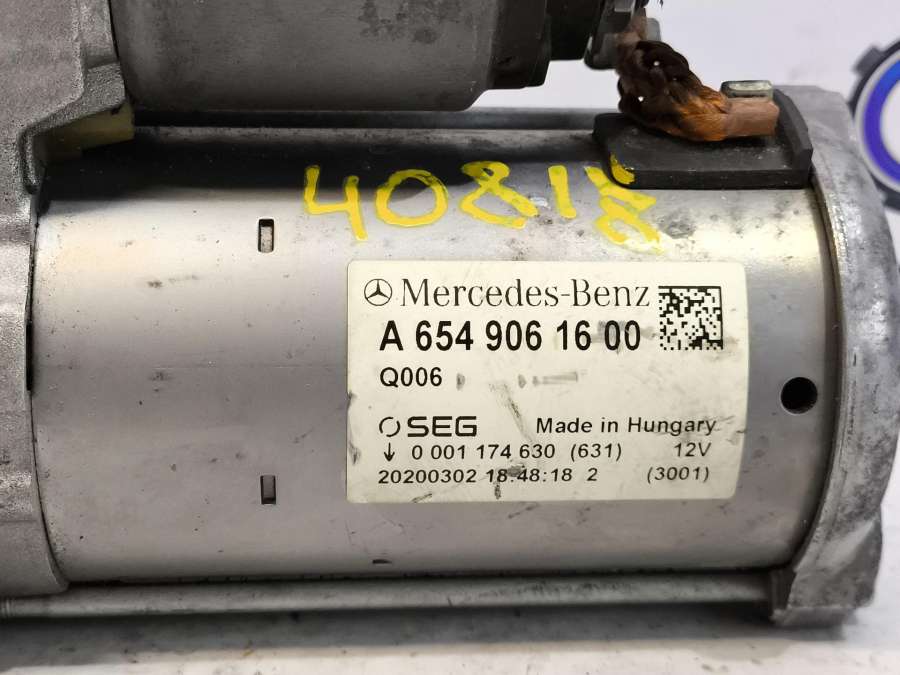 4081
Mercedes-Benz
A 654 906 16 00
Q006
SEG Made in Hungary
↓ 0 001 174 630 (631) 12V
20200302 18:48:18 2 (3001)